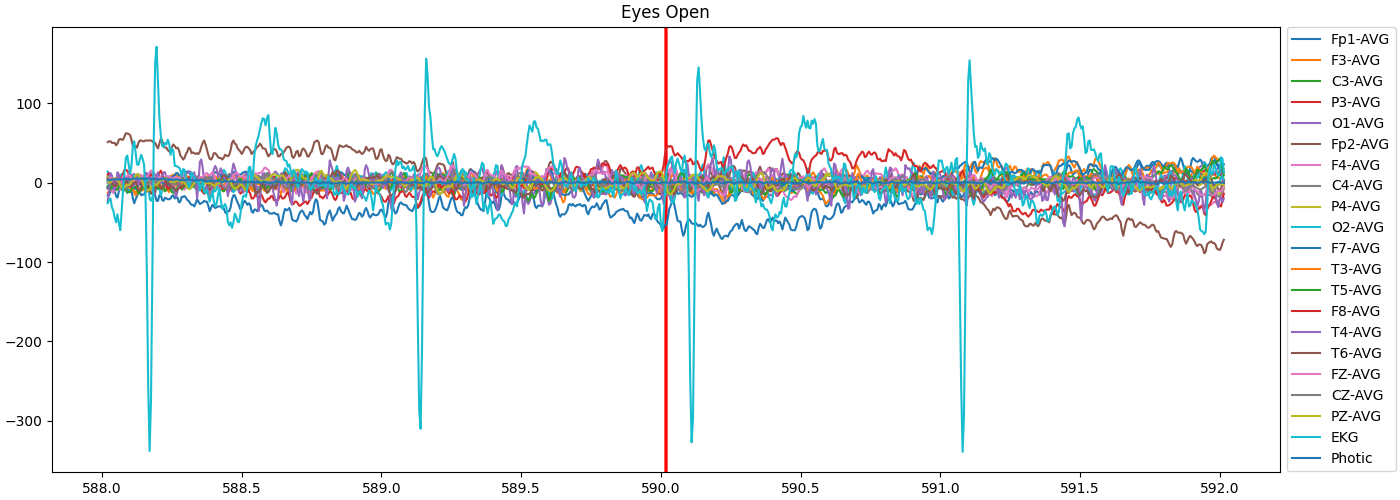 Eyes Open
100
0
−100
−200
−300
588.0 588.5 589.0 589.5 590.0 590.5 591.0 591.5 592.0
Fp1-AVG
F3-AVG
C3-AVG
P3-AVG
O1-AVG
Fp2-AVG
F4-AVG
C4-AVG
P4-AVG
O2-AVG
F7-AVG
T3-AVG
T5-AVG
F8-AVG
T4-AVG
T6-AVG
FZ-AVG
CZ-AVG
PZ-AVG
EKG
Photic